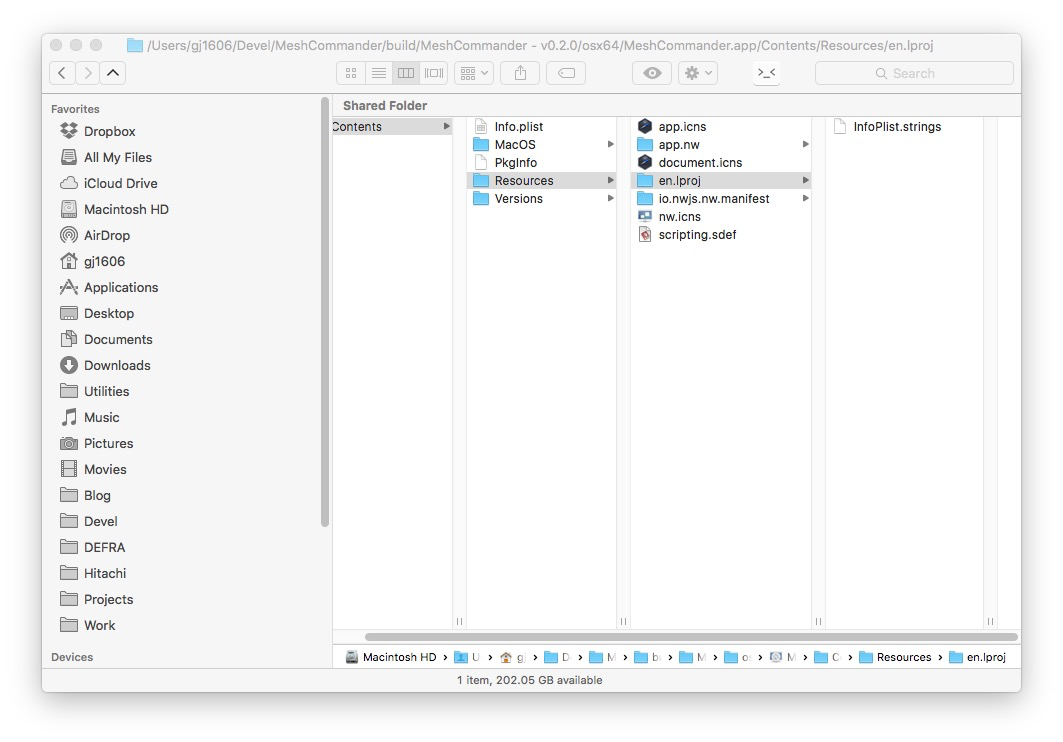 /Users/gj1606/Devel/MeshCommander/build/MeshCommander - v0.2.0/osx64/MeshCommander.app/Contents/Resources/en.lproj
Search
Favorites
Dropbox
All My Files
iCloud Drive
Macintosh HD
AirDrop
gj1606
Applications
Desktop
Documents
Downloads
Utilities
Music
Pictures
Movies
Blog
Devel
DEFRA
Hitachi
Projects
Work
Devices
Shared Folder
Contents
Info.plist
MacOS
PkgInfo
Resources
Versions
app.icns
app.nw
document.icns
en.lproj
io.nwjs.nw.manifest
nw.icns
scripting.sdef
InfoPlist.strings
Macintosh HD › U › gj › D › M › b › M › o › M › C › Resources › en.lproj
1 item, 202.05 GB available